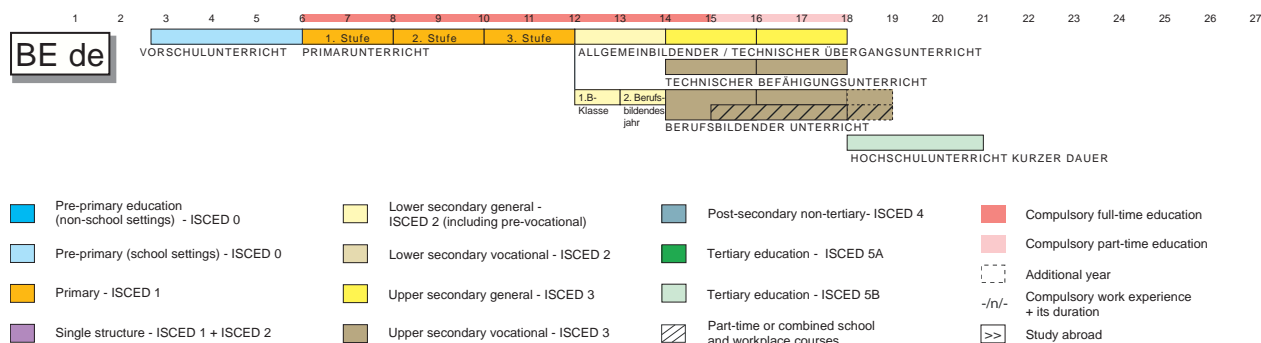 0 1 2 3 4 5 6 7 8 9 10 11 12 13 14 15 16 17 18 19 20 21 22 23 24 25 26 27
BE de
1. Stufe 2. Stufe 3. Stufe
VORSCHULUNTERRICHT PRIMARUNTERRICHT ALLGEMEINBILDENDER / TECHNISCHER ÜBERGANGSUNTERRICHT
TECHNISCHER BEFÄHIGUNGSUNTERRICHT
1.B-
Klasse
2. Berufs-
bildendes
jahr
BERUFSBILDENDER UNTERRICHT
HOCHSCHULUNTERRICHT KURZER DAUER
Pre-primary education
(non-school settings) - ISCED 0
Pre-primary (school settings) - ISCED 0
Primary - ISCED 1
Single structure - ISCED 1 + ISCED 2
Lower secondary general -
ISCED 2 (including pre-vocational)
Lower secondary vocational - ISCED 2
Upper secondary general - ISCED 3
Upper secondary vocational - ISCED 3
Post-secondary non-tertiary- ISCED 4
Tertiary education - ISCED 5A
Tertiary education - ISCED 5B
Part-time or combined school
and workplace courses
Compulsory full-time education
Compulsory part-time education
Additional year
-/n/- Compulsory work experience
+ its duration
>> Study abroad